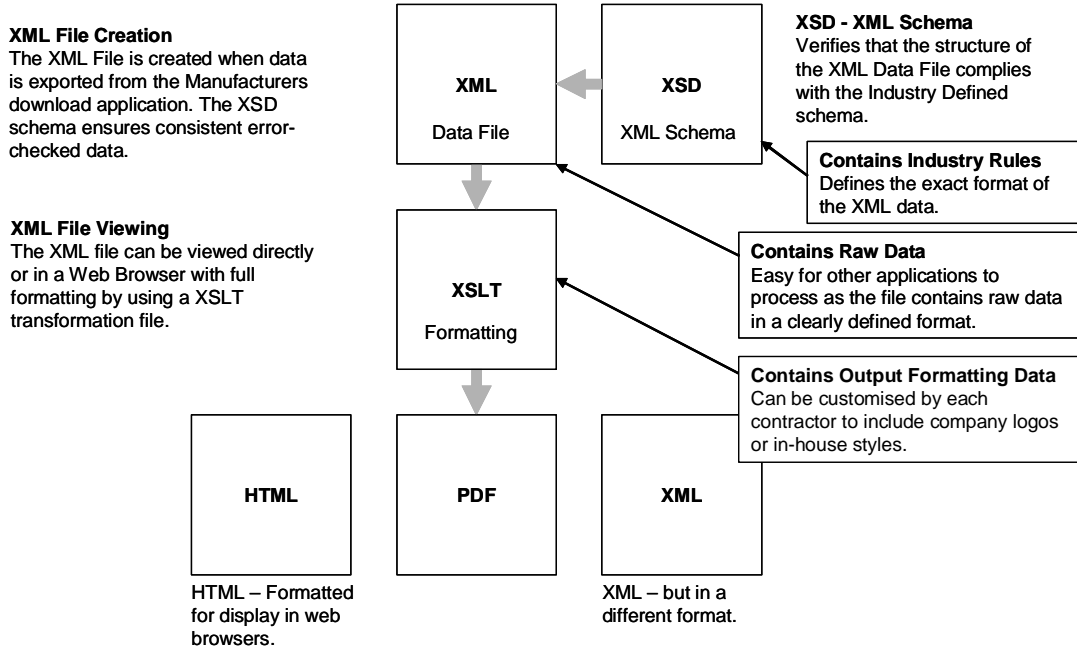 XML File Creation
The XML File is created when data
is exported from the Manufacturers
download application. The XSD
schema ensures consistent error-
checked data.
XML
Data File
XSD
XML Schema
XSD - XML Schema
Verifies that the structure of
the XML Data File complies
with the Industry Defined
schema.
Contains Industry Rules
Defines the exact format of
the XML data.
XML File Viewing
The XML file can be viewed directly
or in a Web Browser with full
formatting by using a XSLT
transformation file.
XSLT
Formatting
Contains Raw Data
Easy for other applications to
process as the file contains raw data
in a clearly defined format.
Contains Output Formatting Data
Can be customised by each
contractor to include company logos
or in-house styles.
HTML
PDF
XML
HTML – Formatted
for display in web
browsers.
XML – but in a
different format.